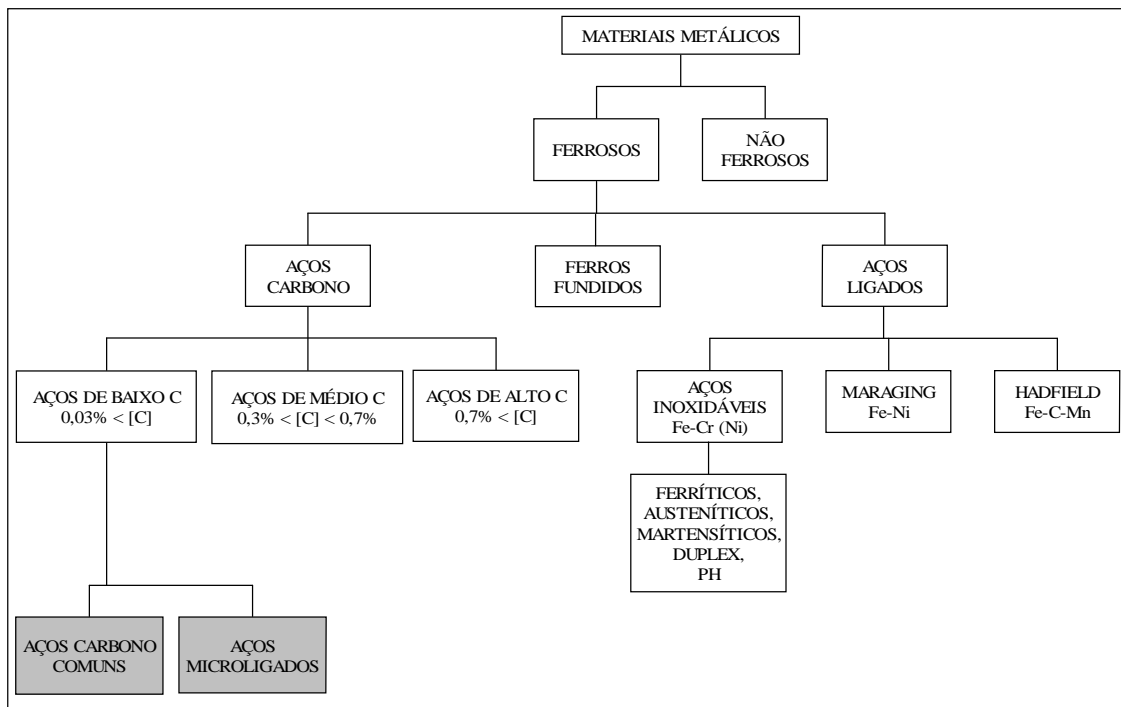 MATERIAIS METÁLICOS
FERROSOS
NÃO
FERROSOS
AÇOS
CARBONO
FERROS
FUNDIDOS
AÇOS
LIGADOS
AÇOS DE BAIXO C
0,03% < [C]
AÇOS DE MÉDIO C
0,3% < [C] < 0,7%
AÇOS DE ALTO C
0,7% < [C]
AÇOS
INOXIDÁVEIS
Fe-Cr (Ni)
MARAGING
Fe-Ni
HADFIELD
Fe-C-Mn
FERRÍTICOS,
AUSTENÍTICOS,
MARTENSÍTICOS,
DUPLEX,
PH
AÇOS CARBONO
COMUNS
AÇOS
MICROLIGADOS